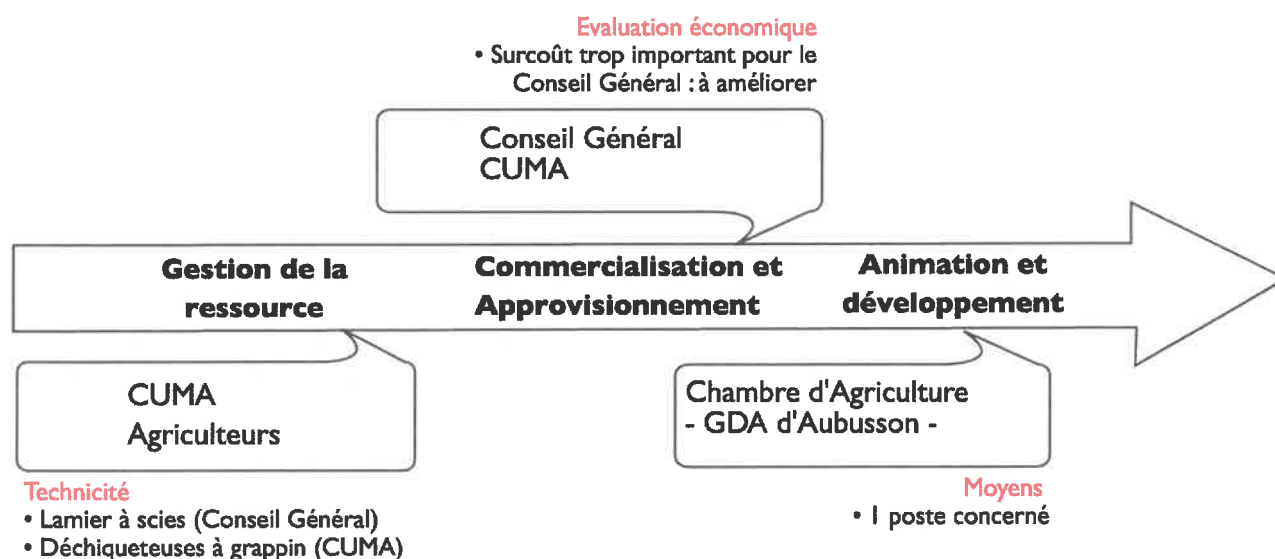 Evaluation économique
• Surcoût trop important pour le
Conseil Général : à améliorer
Conseil Général
CUMA
Gestion de la
ressource
Commercialisation et
Approvisionnement
Animation et
développement
CUMA
Agriculteurs
Chambre d'Agriculture
- GDA d'Aubusson -
Technicité
• Lamier à scies (Conseil Général)
• Déchiqueteuses à grappin (CUMA)
Moyens
• 1 poste concerné